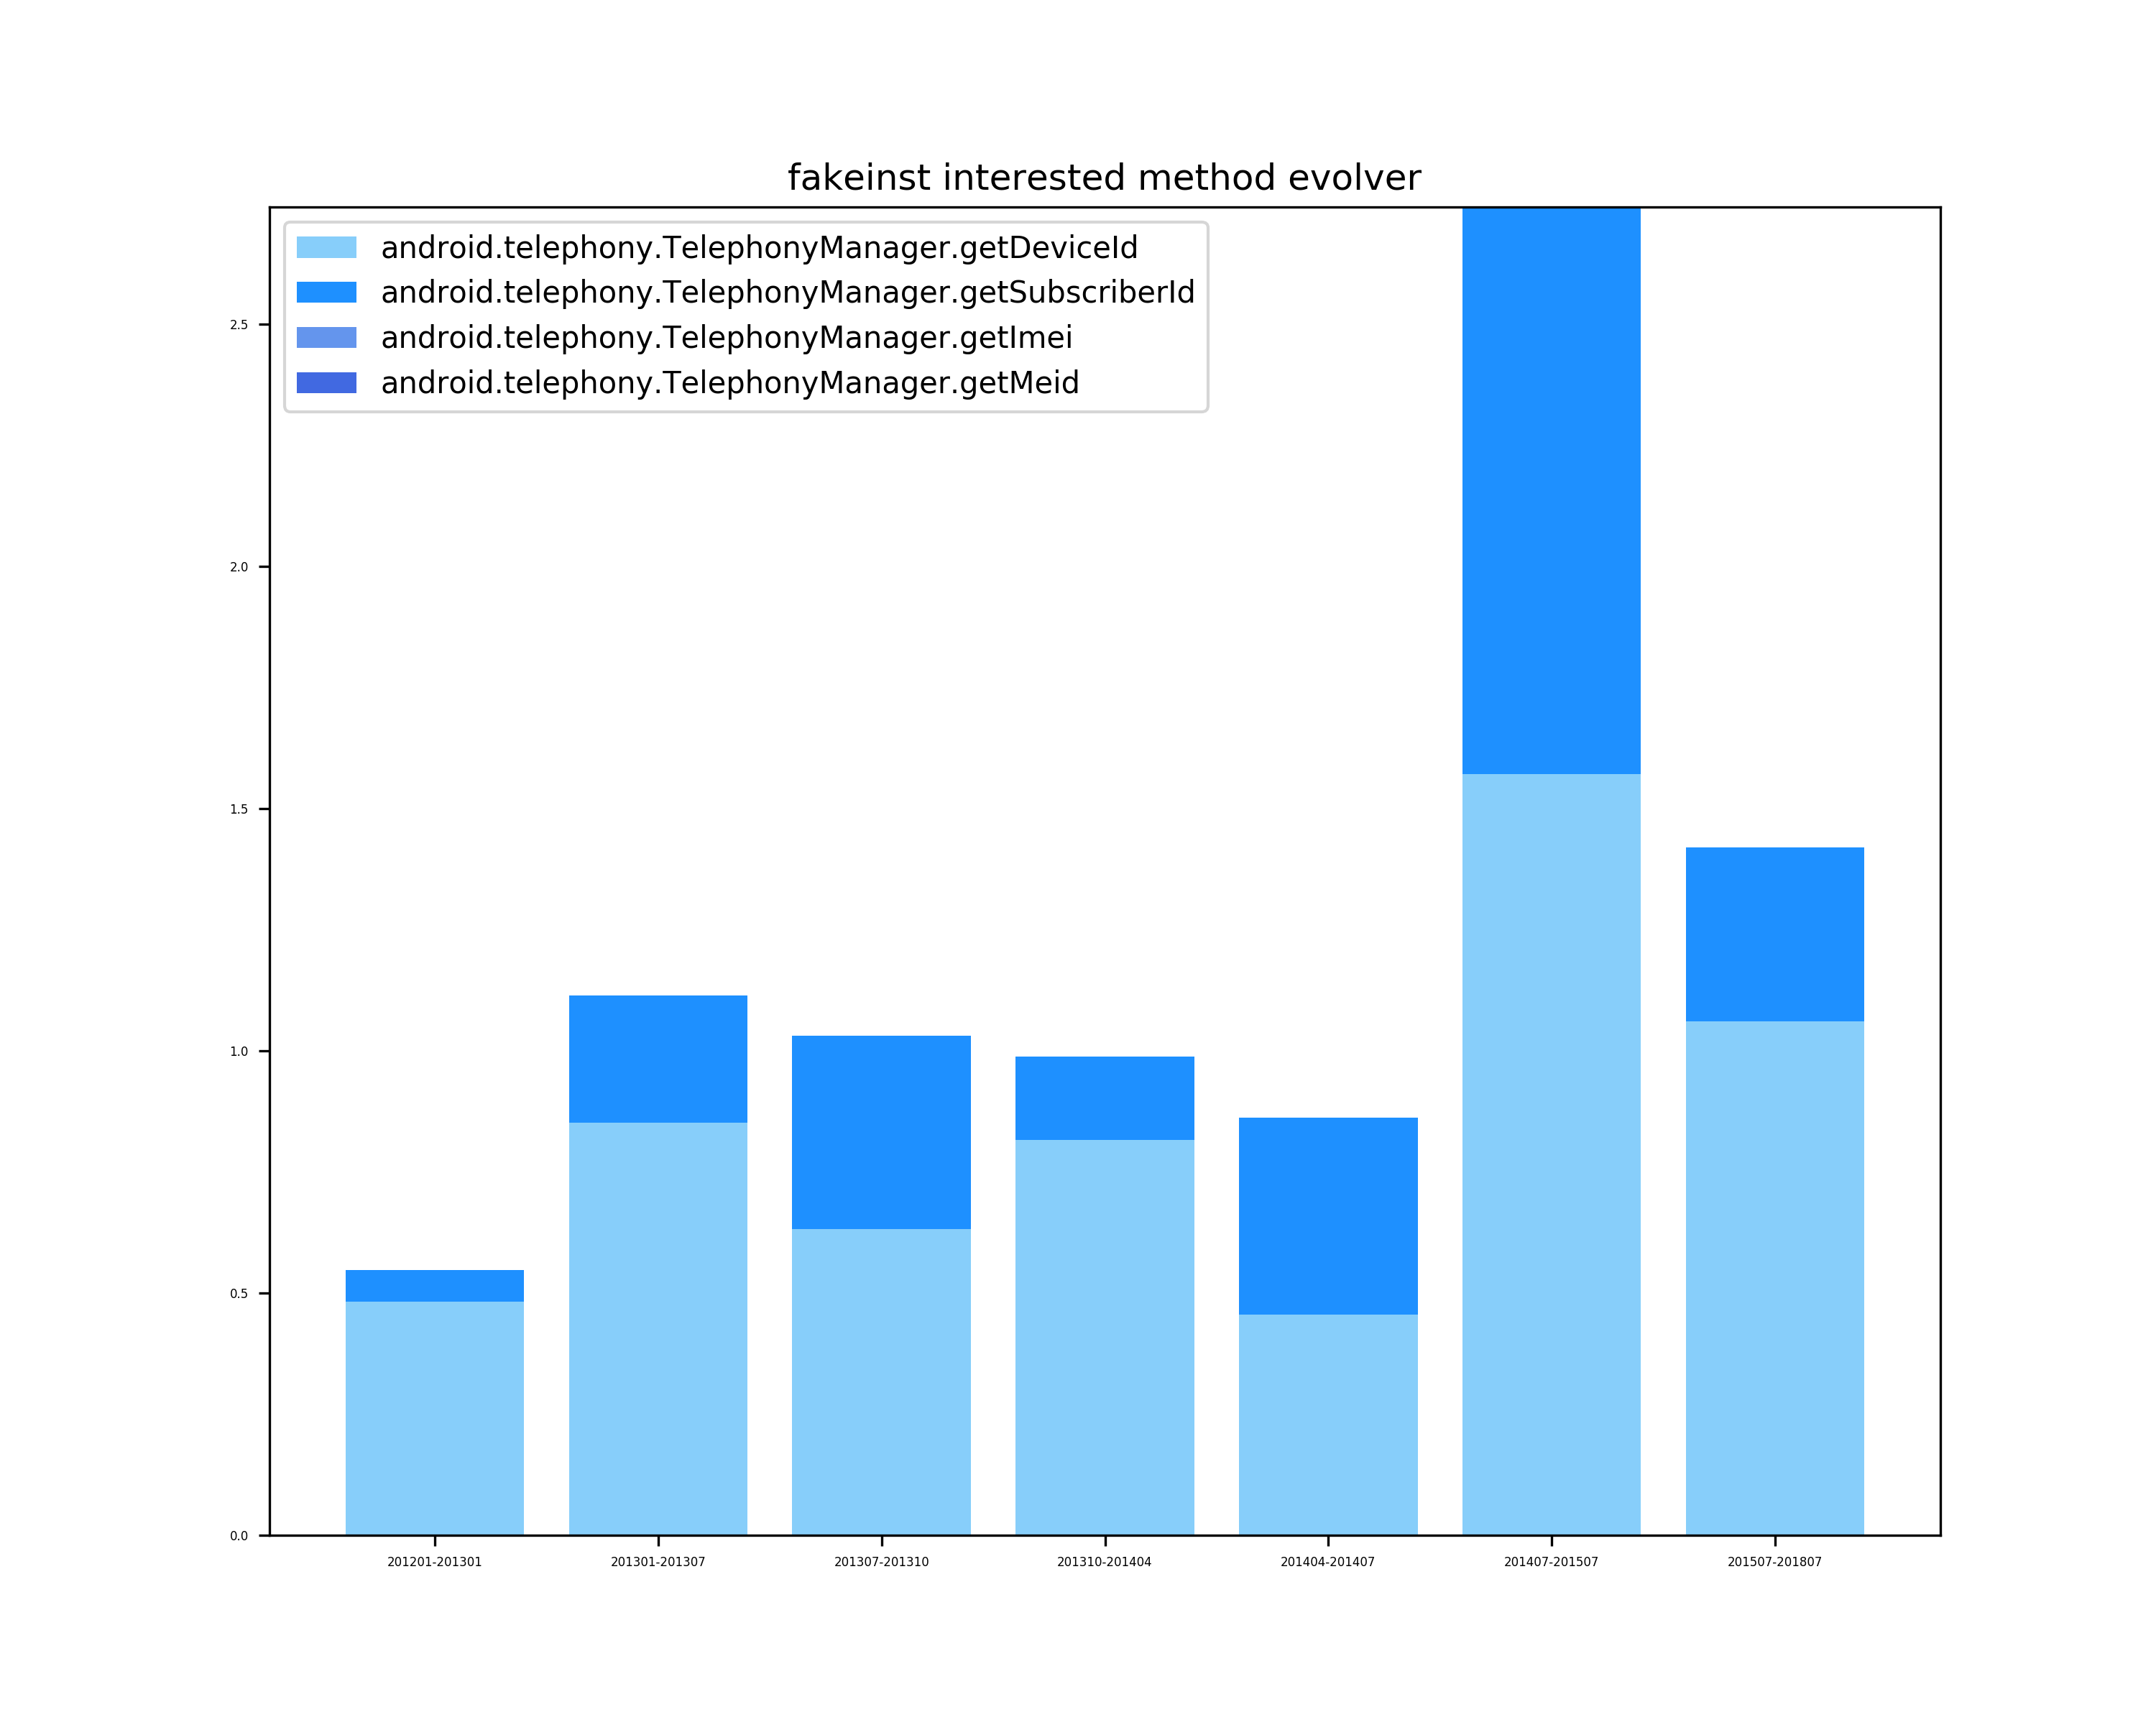 fakeinst interested method evolver
android.telephony.TelephonyManager.getDeviceId
android.telephony.TelephonyManager.getSubscriberId
android.telephony.TelephonyManager.getImei
android.telephony.TelephonyManager.getMeid
2.5
2.0
1.5
1.0
0.5
0.0
201201-201301 201301-201307 201307-201310 201310-201404 201404-201407 201407-201507 201507-201807